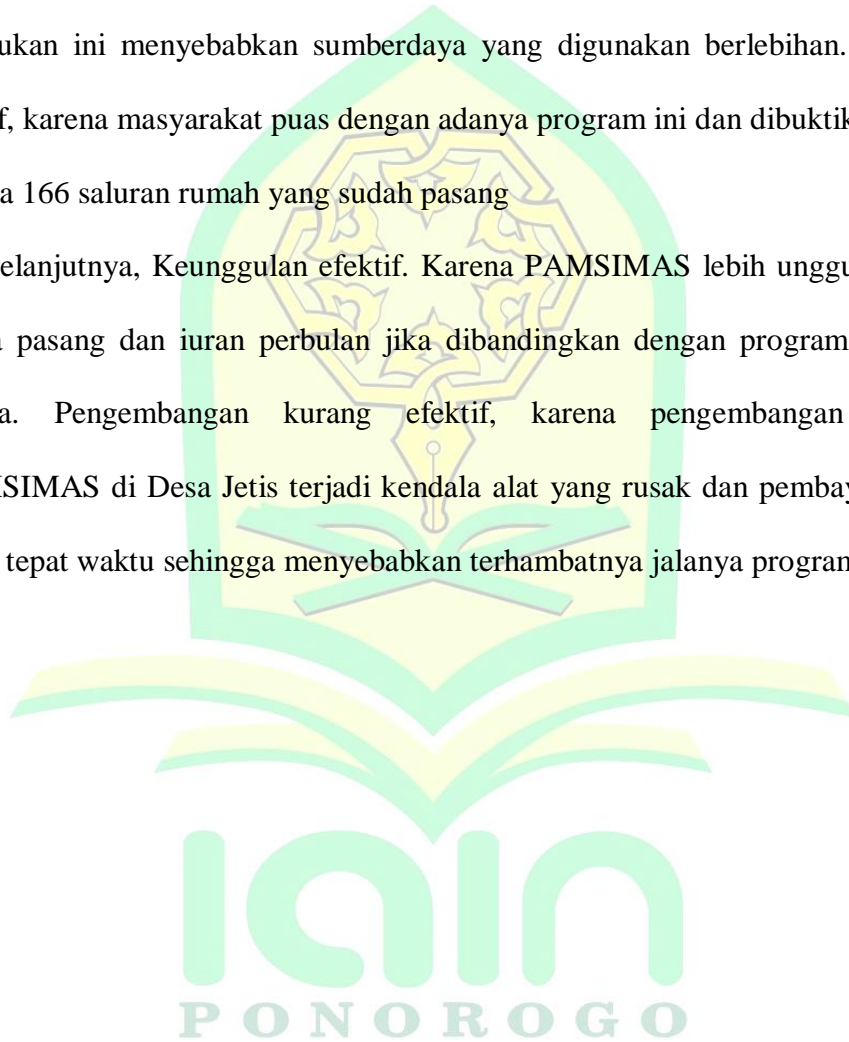 ukan ini menyebabkan sumberdaya yang digunakan berlebihan.
f, karena masyarakat puas dengan adanya program ini dan dibuktik
a 166 saluran rumah yang sudah pasang
elanjutnya, Keunggulan efektif. Karena PAMSIMAS lebih unggu
pasang dan iuran perbulan jika dibandingkan dengan program
a. Pengembangan kurang efektif, karena pengembangan
SIMAS di Desa Jetis terjadi kendala alat yang rusak dan pembay
tepat waktu sehingga menyebabkan terhambatnya jalanya program
iain
PONOROGO